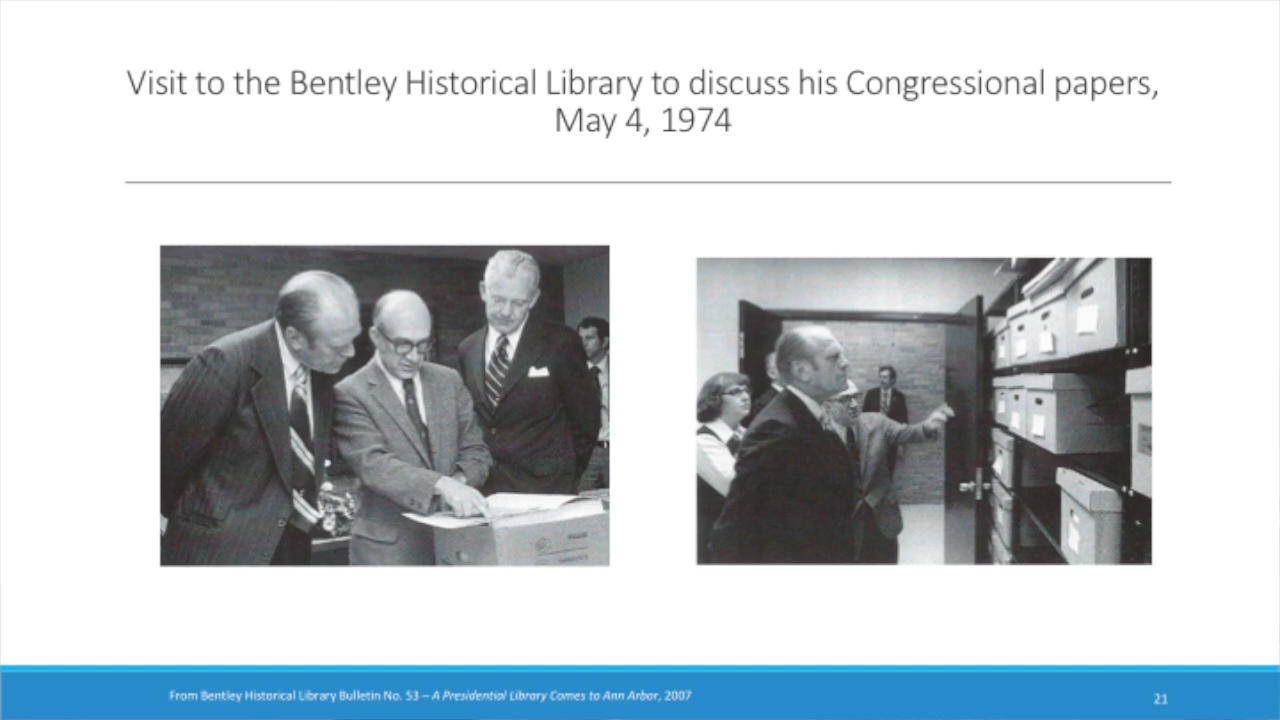 Visit to the Bentley Historical Library to discuss his Congressional papers,
May 4, 1974
From Bentley Historical Library Bulletin No. 53 – A Presidential Library Comes to Ann Arbor, 2007
21